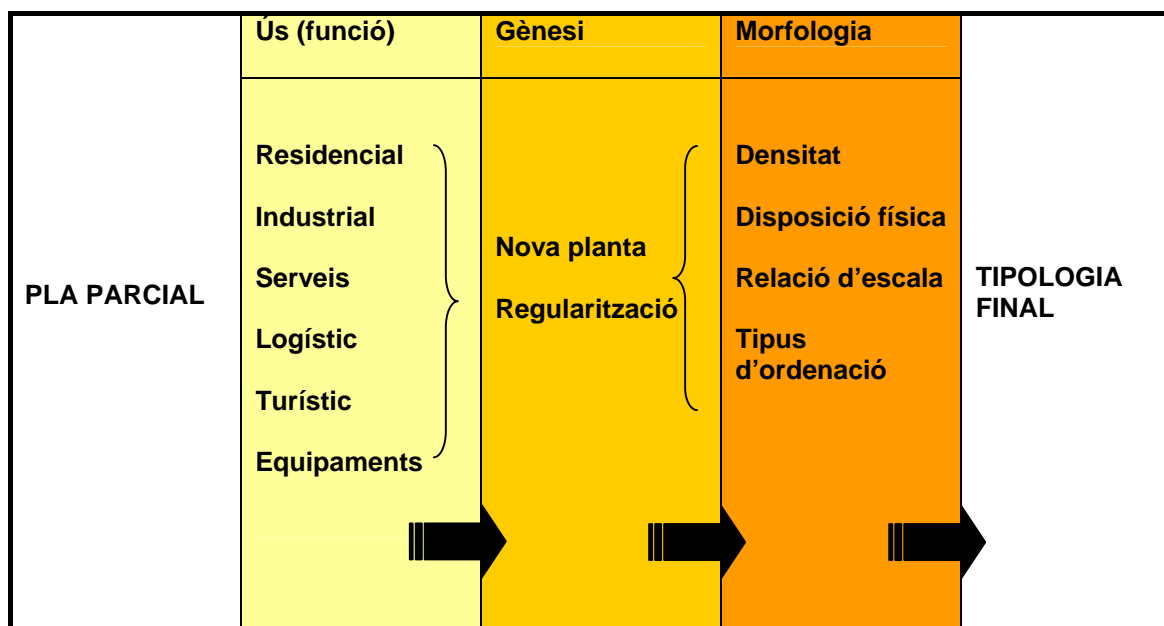 Ús (funció)
Gènesi
Morfologia
PLA PARCIAL
Residencial
Industrial
Serveis
Logístic
Turístic
Equipaments
Nova planta
Regularització
Densitat
Disposició física
Relació d’escala
Tipus
d’ordenació
TIPOLOGIA
FINAL